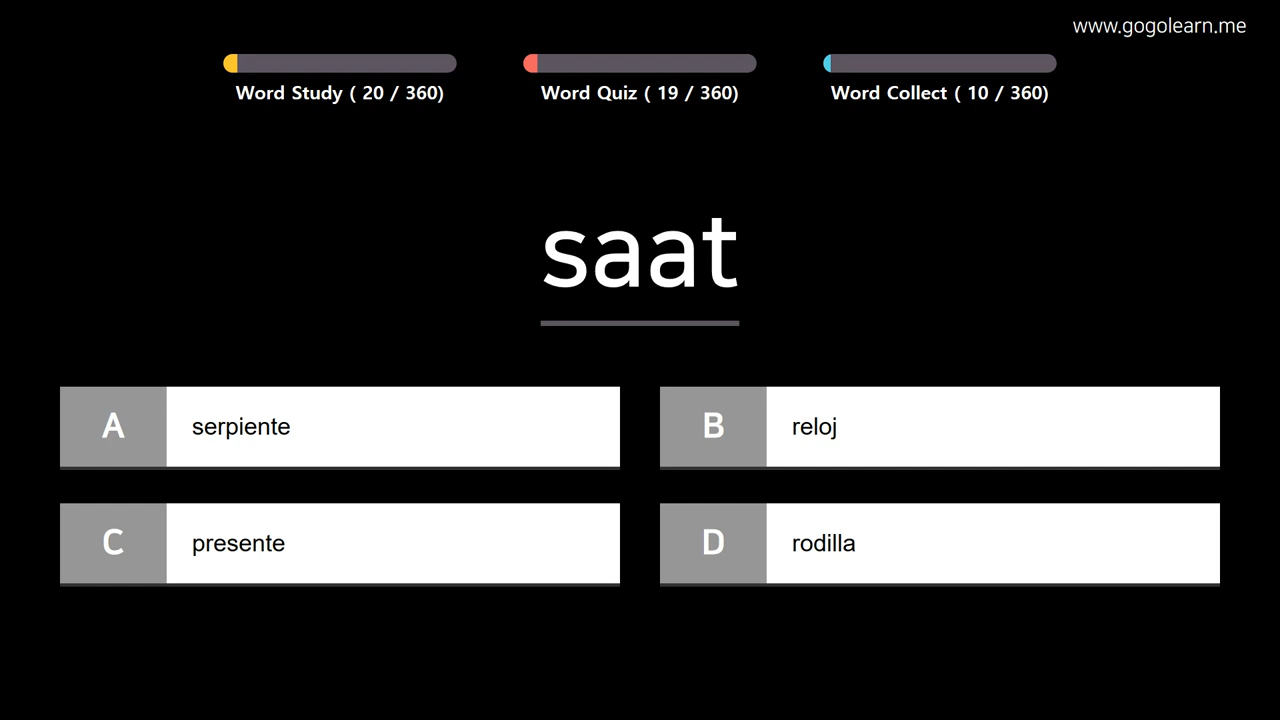 www.gogolearn.me
Word Study ( 20 / 360)
Word Quiz ( 19 / 360)
Word Collect ( 10 / 360)
saat
A serpiente
B reloj
C presente
D rodilla